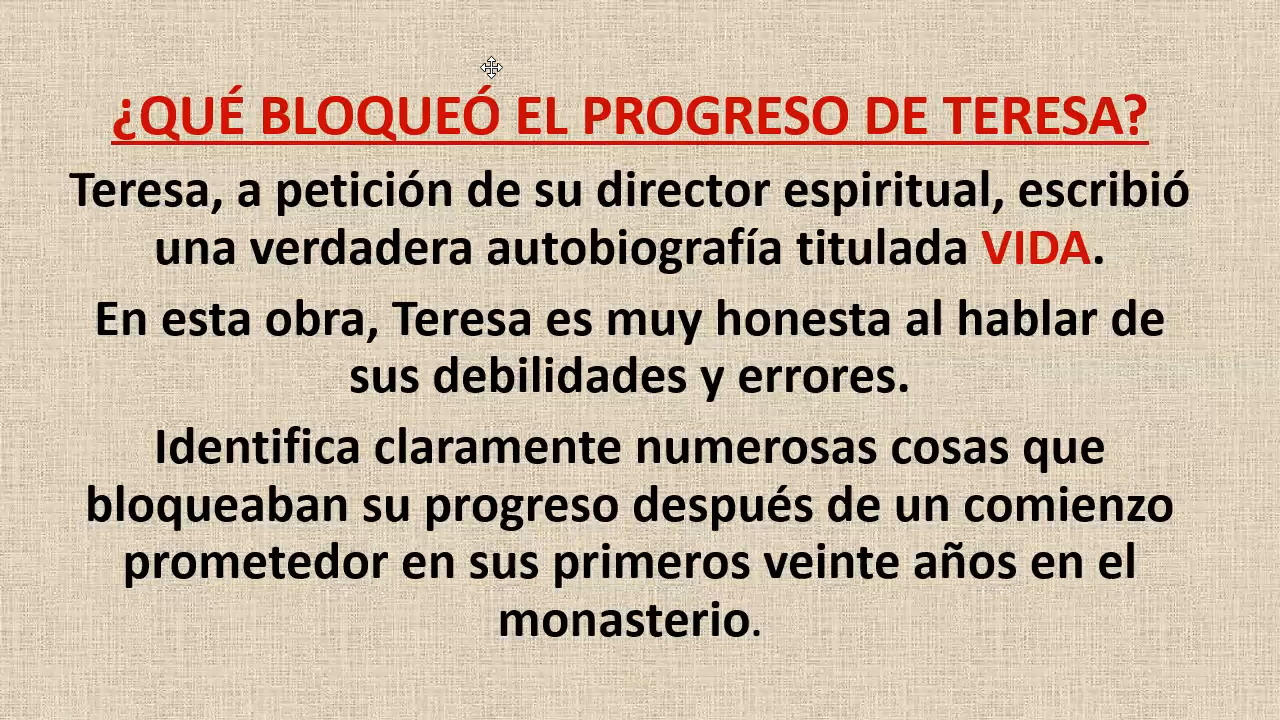 ¿QUÉ BLOQUEÓ EL PROGRESO DE TERESA?
Teresa, a petición de su director espiritual, escribió
una verdadera autobiografía titulada VIDA.
En esta obra, Teresa es muy honesta al hablar de
sus debilidades y errores.
Identifica claramente numerosas cosas que
bloqueaban su progreso después de un comienzo
prometedor en sus primeros veinte años en el
monasterio.